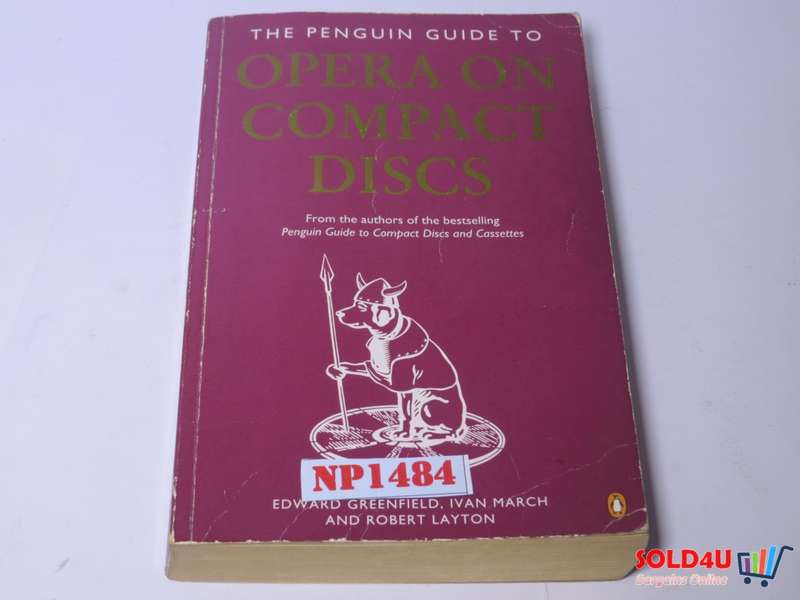 THE PENGUIN GUIDE TO
OPERA ON
COMPACT
DISCS
From the authors of the bestselling
Penguin Guide to Compact Discs and Cassettes
NP1484
EDWARD GREENFIELD, IVAN MARCH
AND ROBERT LAYTON
SOLD4U
Bargains Online